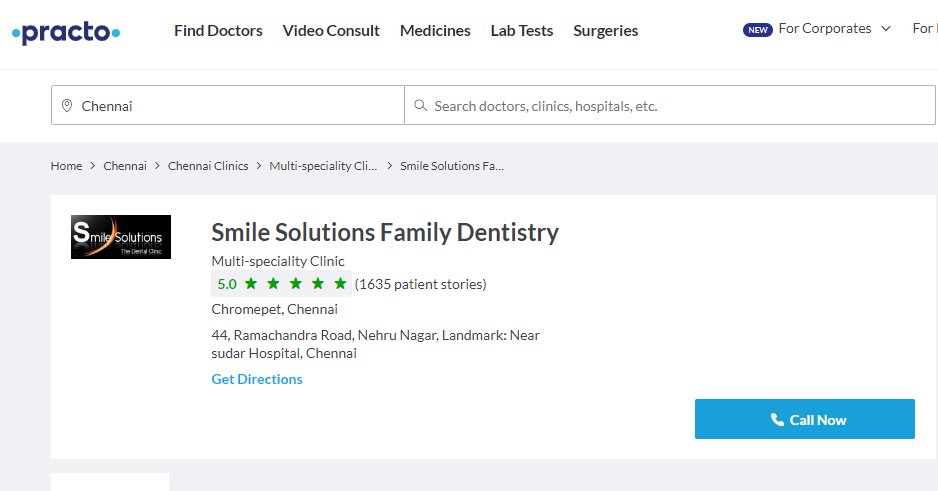 practo
Find Doctors Video Consult Medicines Lab Tests Surgeries NEW For Corporates For
Chennai Search doctors, clinics, hospitals, etc.
Home > Chennai > Chennai Clinics > Multi-speciality Cli... > Smile Solutions Fa...
Smile Solutions
The Dental Clinic
Smile Solutions Family Dentistry
Multi-speciality Clinic
5.0 ★ ★ ★ ★ ★ (1635 patient stories)
Chromepet, Chennai
44, Ramachandra Road, Nehru Nagar, Landmark: Near
sudar Hospital, Chennai
Get Directions
Call Now